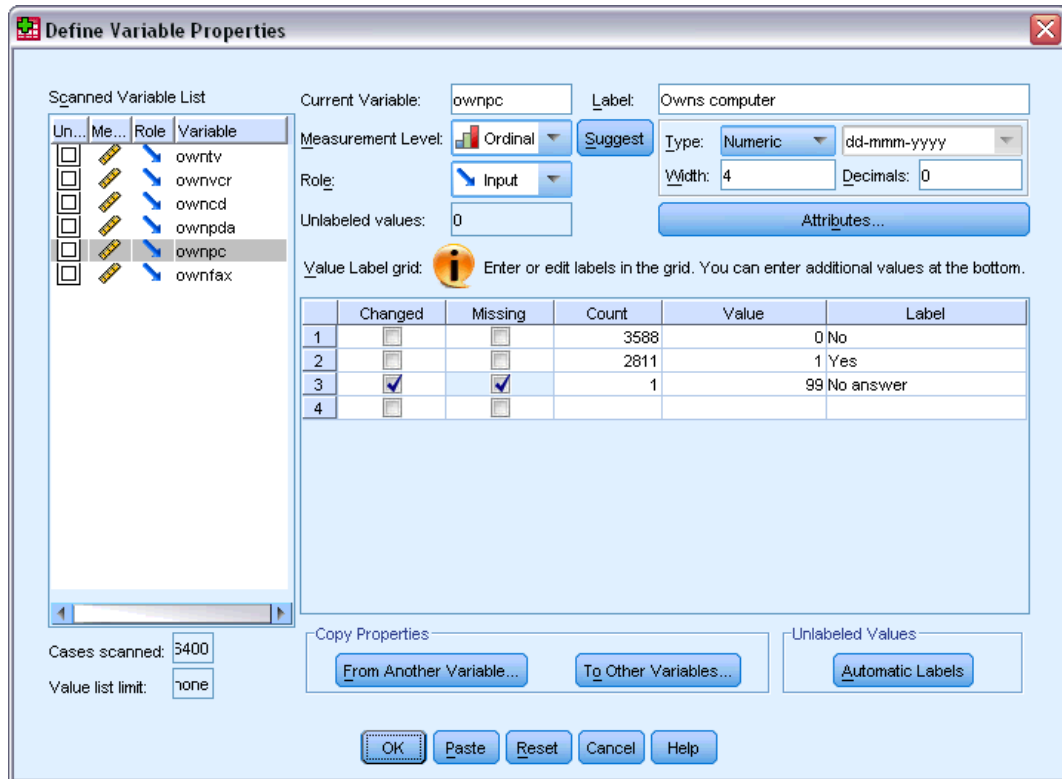 Define Variable Properties
Scanned Variable List
Un... Me... Role Variable
owntv
ownvcr
owncd
ownpda
ownpc
ownfax
Cases scanned: 6400
Value list limit: none
Current Variable: ownpc Label: Owns computer
Measurement Level: Ordinal Suggest Type: Numeric dd-mmm-yyyy
Role: Input Width: 4 Decimals: 0
Unlabeled values: 0 Attributes...
Value Label grid: i Enter or edit labels in the grid. You can enter additional values at the bottom.
Changed Missing Count Value Label
1 3588 0 No
2 2811 1 Yes
3 1 99 No answer
4
Copy Properties
From Another Variable... To Other Variables...
Unlabeled Values
Automatic Labels
OK Paste Reset Cancel Help